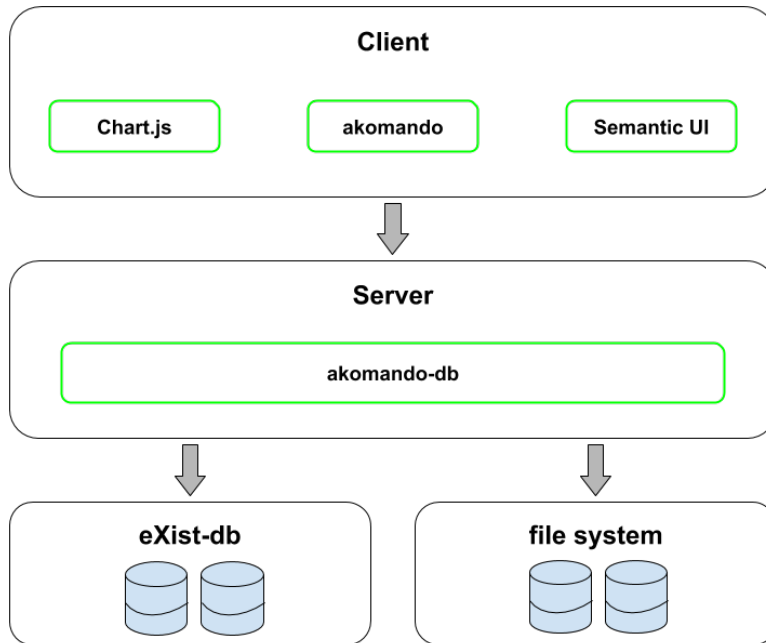 Client
Chart.js
akomando
Semantic UI
Server
akomando-db
eXist-db
file system